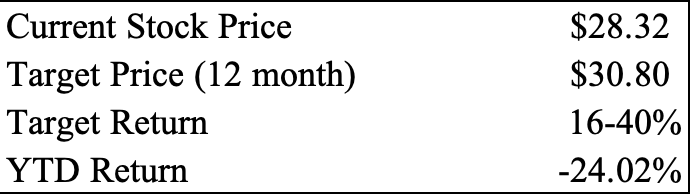 Current Stock Price $28.32
Target Price (12 month) $30.80
Target Return 16-40%
YTD Return -24.02%